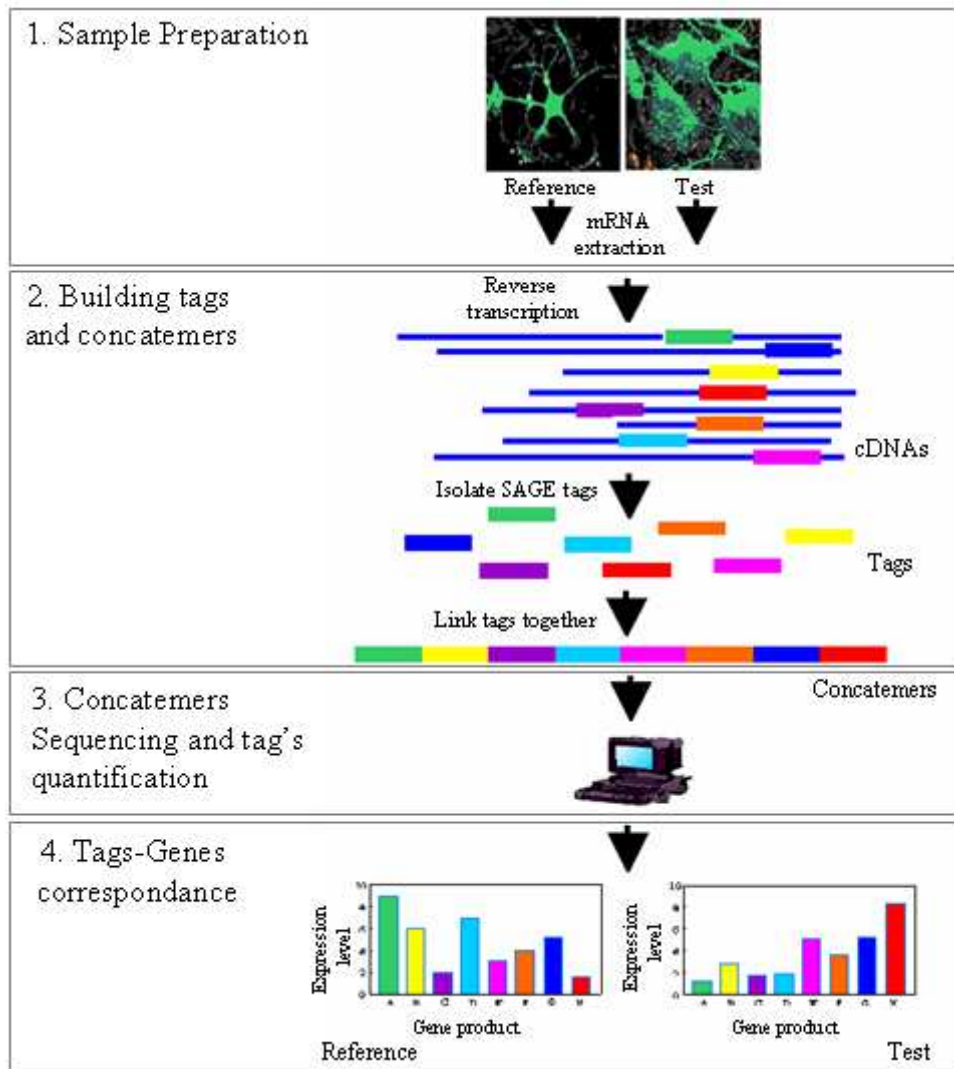 1. Sample Preparation
Reference
Test
mRNA
extraction
2. Building tags
and concatemers
Reverse
transcription
cDNAs
Isolate SAGE tags
Tags
Link tags together
3. Concatemers
Sequencing and tag's
quantification
Concatemers
4. Tags-Genes
correspondance
Expression
level
Gene product
Reference
Expression
level
Gene product
Test